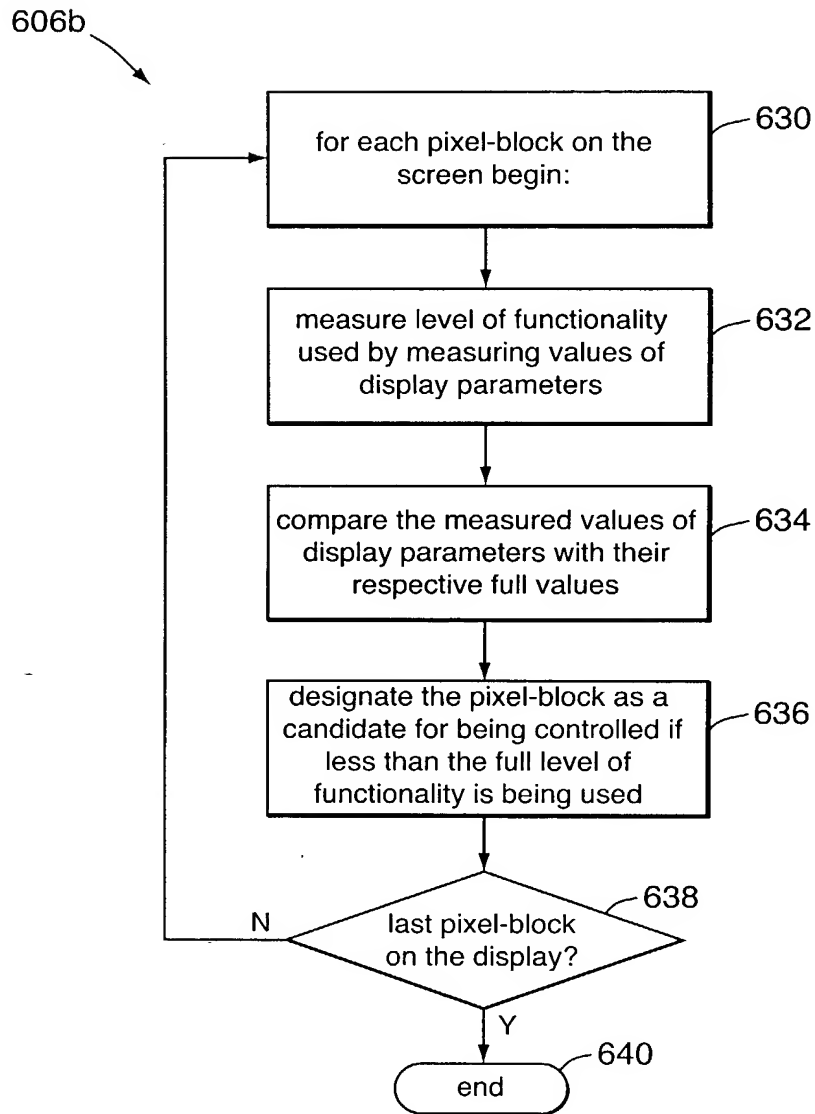 606b
for each pixel-block on the
screen begin:
630
measure level of functionality
used by measuring values of
display parameters
632
compare the measured values of
display parameters with their
respective full values
634
designate the pixel-block as a
candidate for being controlled if
less than the full level of
functionality is being used
636
last pixel-block
on the display?
638
N
Y
end
640